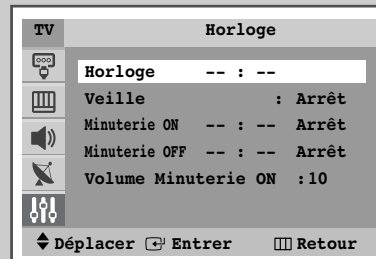 TV Horloge
Horloge -- : --
Veille : Arrêt
Minuterie ON -- : -- Arrêt
Minuterie OFF -- : -- Arrêt
Volume Minuterie ON :10
Déplacer Entrer Retour